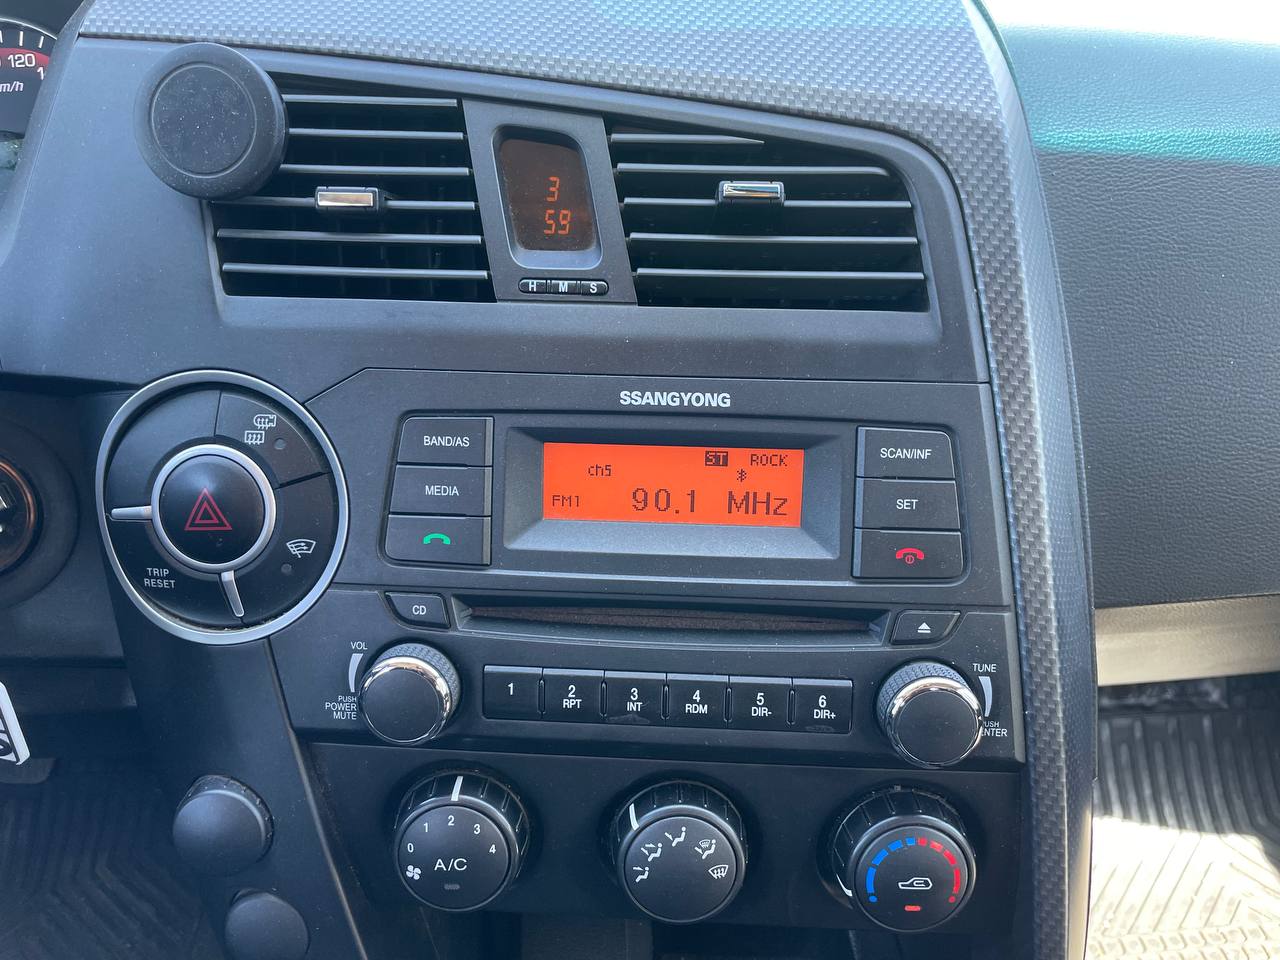 120
m/h
3
59
H M S
SSANGYONG
BAND/AS
MEDIA
ch5
ST
ROCK
FM1
90.1 MHz
SCAN/INF
SET
TRIP
RESET
CD
VOL
PUSH
POWER
MUTE
1
2
RPT
3
INT
4
RDM
5
DIR-
6
DIR+
TUNE
0 1 2 3 4
A/C